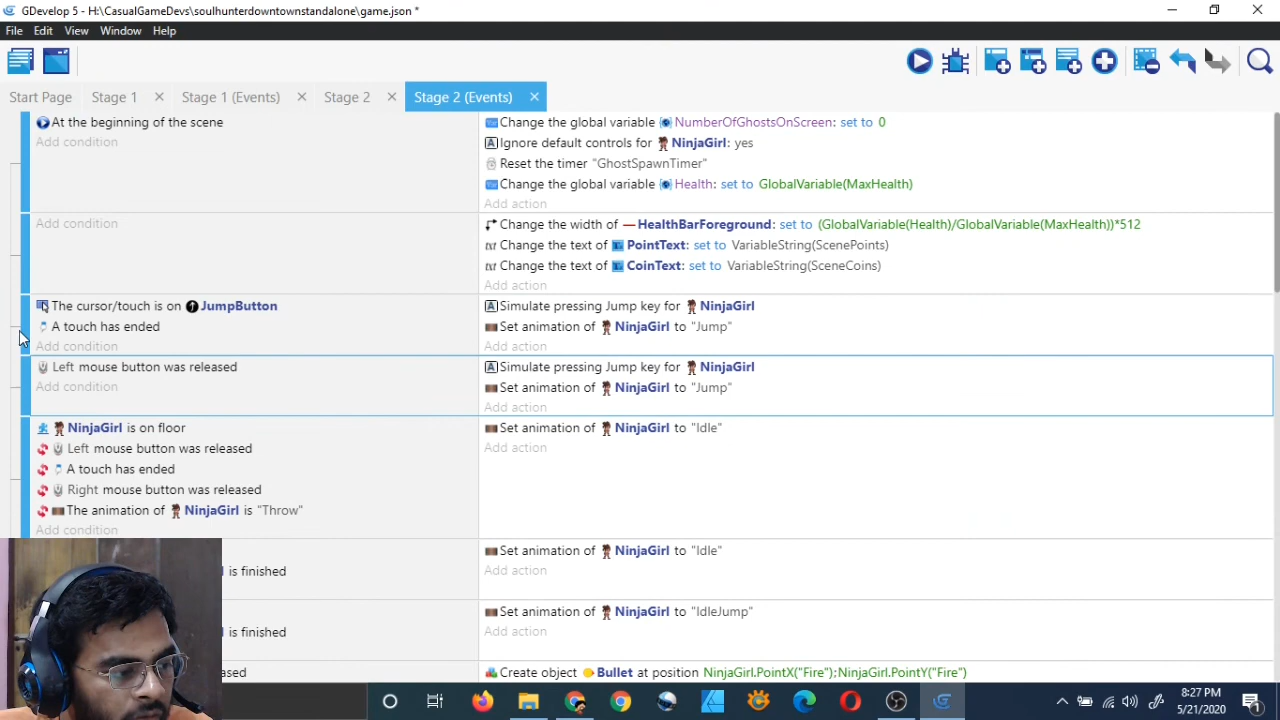 GDevelop 5 - H:\CasualGameDevs\soulhunterdowntownstandalone\game.json *
File Edit View Window Help
Start Page Stage 1 Stage 1 (Events) Stage 2 Stage 2 (Events)
At the beginning of the scene
Add condition
Change the global variable NumberOfGhostsOnScreen: set to 0
Ignore default controls for NinjaGirl: yes
Reset the timer "GhostSpawnTimer"
Change the global variable Health: set to GlobalVariable(MaxHealth)
Add action
Add condition
Change the width of HealthBarForeground: set to (GlobalVariable(Health)/GlobalVariable(MaxHealth))*512
Change the text of PointText: set to VariableString(ScenePoints)
Change the text of CoinText: set to VariableString(SceneCoins)
Add action
The cursor/touch is on JumpButton
A touch has ended
Add condition
Simulate pressing Jump key for NinjaGirl
Set animation of NinjaGirl to "Jump"
Add action
Left mouse button was released
Add condition
Simulate pressing Jump key for NinjaGirl
Set animation of NinjaGirl to "Jump"
Add action
NinjaGirl is on floor
Left mouse button was released
A touch has ended
Right mouse button was released
The animation of NinjaGirl is "Throw"
Add condition
Set animation of NinjaGirl to "Idle"
Add action
is finished
Set animation of NinjaGirl to "Idle"
Add action
is finished
Set animation of NinjaGirl to "IdleJump"
Add action
Create object Bullet at position NinjaGirl.PointX("Fire");NinjaGirl.PointY("Fire")
8:27 PM
5/21/2020